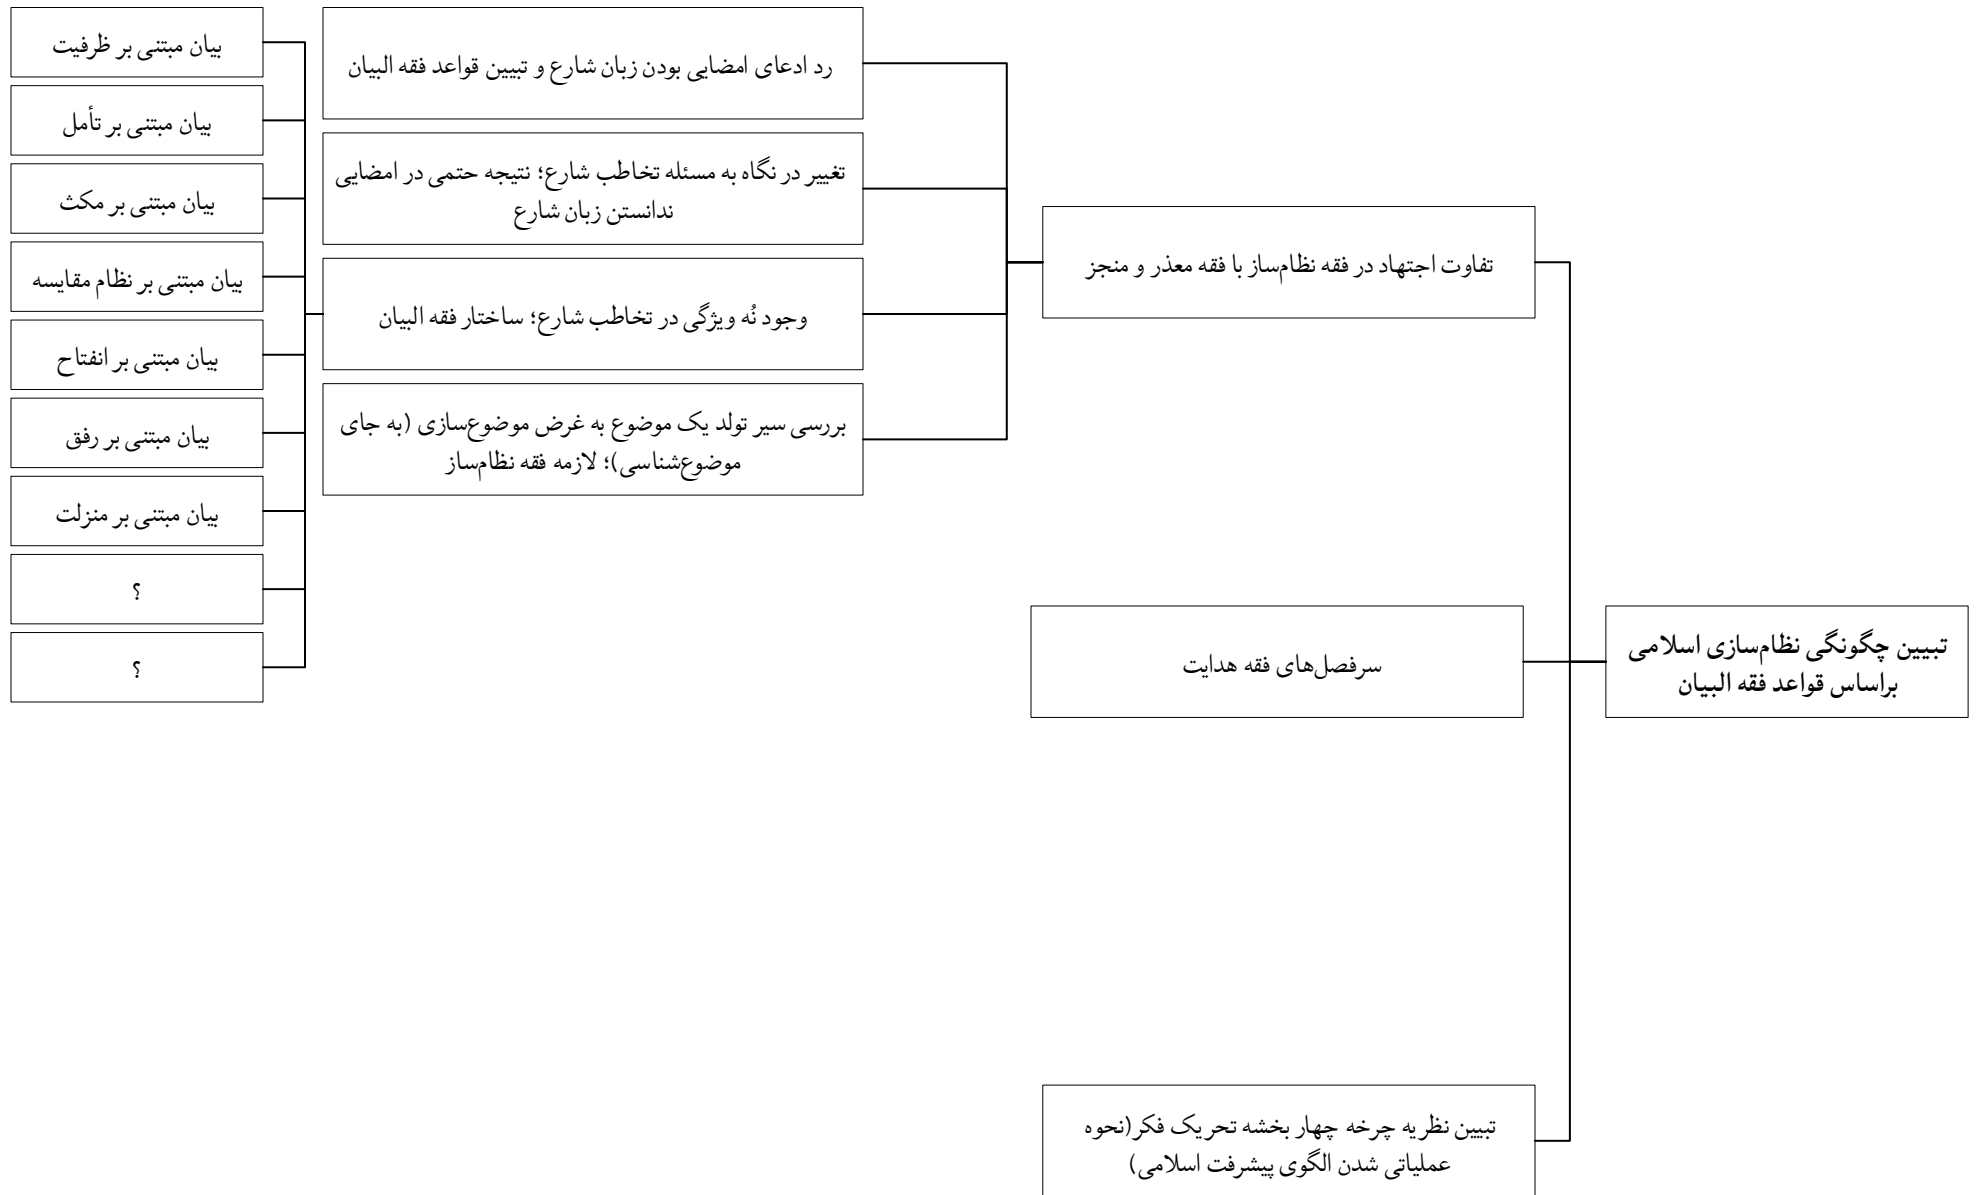 تبیین چگونگی نظام‌سازی اسلامی
براساس قواعد فقه البیان
تفاوت اجتهاد در فقه نظام‌ساز با فقه معذر و منجز
رد ادعای امضایی بودن زبان شارع و تبیین قواعد فقه البیان
تغییر در نگاه به مسئله تخاطب شارع؛ نتیجه حتمی در امضایی
ندانستن زبان شارع
وجود نُه ویژگی در تخاطب شارع؛ ساختار فقه البیان
بیان مبتنی بر ظرفیت
بیان مبتنی بر تأمل
بیان مبتنی بر مکث
بیان مبتنی بر نظام مقایسه
بیان مبتنی بر انفتاح
بیان مبتنی بر رفق
بیان مبتنی بر منزلت
؟
؟
بررسی سیر تولد یک موضوع به غرض موضوع‌سازی (به جای
موضوع‌شناسی)؛ لازمه فقه نظام‌ساز
سرفصل‌های فقه هدایت
تبیین نظریه چرخه چهار بخشه تحریک فکر(نحوه
عملیاتی شدن الگوی پیشرفت اسلامی)